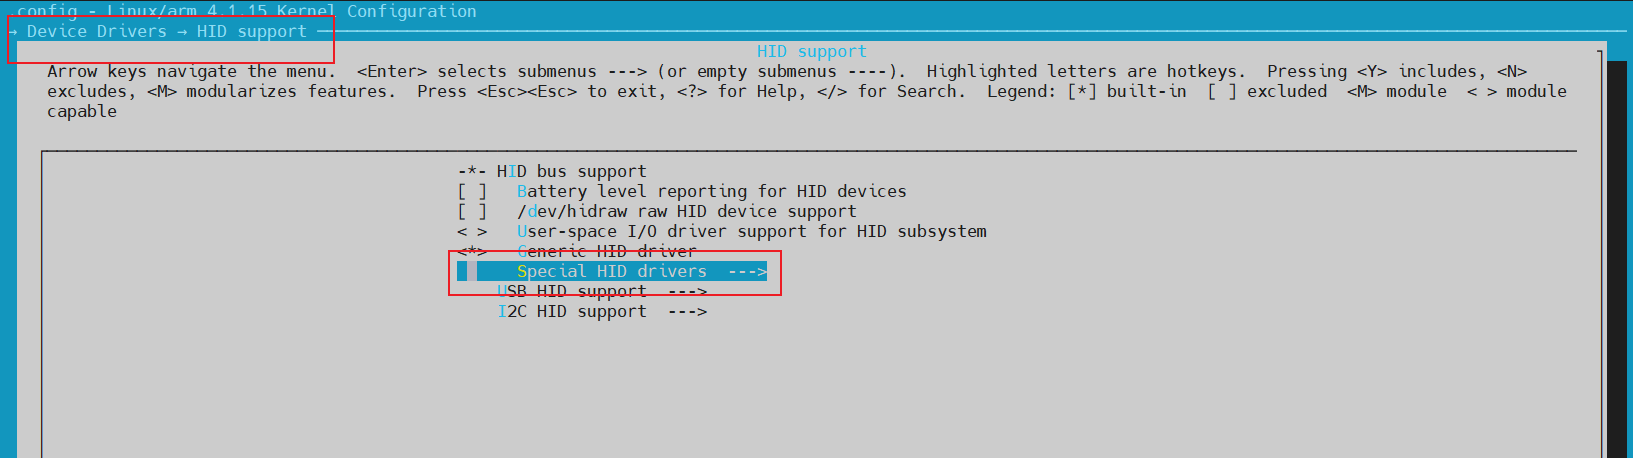 config - Linux/arm 4.1.15 Kernel Configuration
→ Device Drivers → HID support
HID support
Arrow keys navigate the menu.  <Enter> selects submenus ---> (or empty submenus ----).  Highlighted letters are hotkeys.  Pressing <Y> includes, <N>
excludes, <M> modularizes features.  Press <Esc><Esc> to exit, <?> for Help, </> for Search.  Legend: [*] built-in  [ ] excluded  <M> module  < > module
capable
-*- HID bus support
[ ]   Battery level reporting for HID devices
[ ]   /dev/hidraw raw HID device support
< >   User-space I/O driver support for HID subsystem
<*>   Generic HID driver
Special HID drivers  --->
USB HID support  --->
I2C HID support  --->